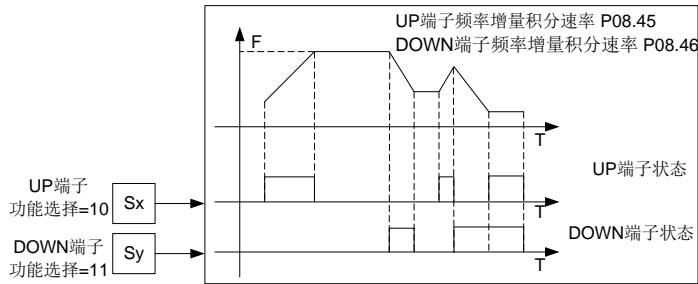 UP端子频率增量积分速率 P08.45
DOWN端子频率增量积分速率 P08.46
F
T
UP端子状态
T
DOWN端子状态
T
UP端子
功能选择=10
Sx
DOWN端子
功能选择=11
Sy